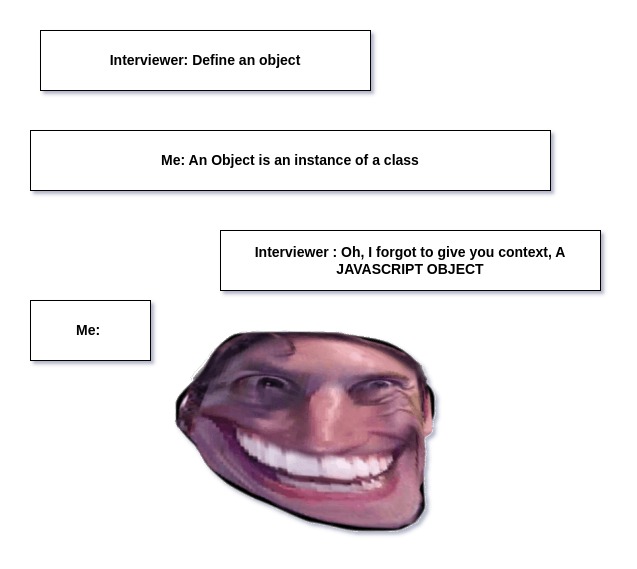 Interviewer: Define an object
Me: An Object is an instance of a class
Interviewer : Oh, I forgot to give you context, A
JAVASCRIPT OBJECT
Me: